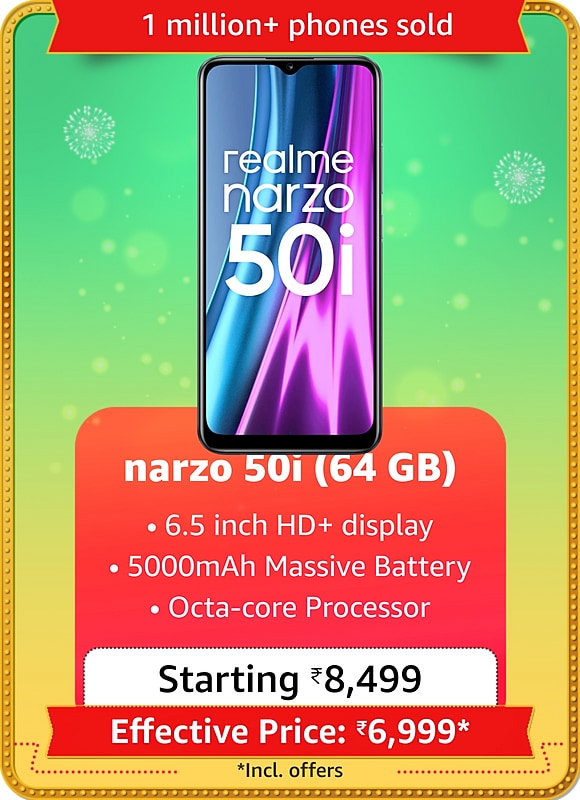 1 million+ phones sold
realme
narzo
50i
narzo 50i (64 GB)
• 6.5 inch HD+ display
• 5000mAh Massive Battery
• Octa-core Processor
Starting ₹8,499
Effective Price: ₹6,999*
*Incl. offers